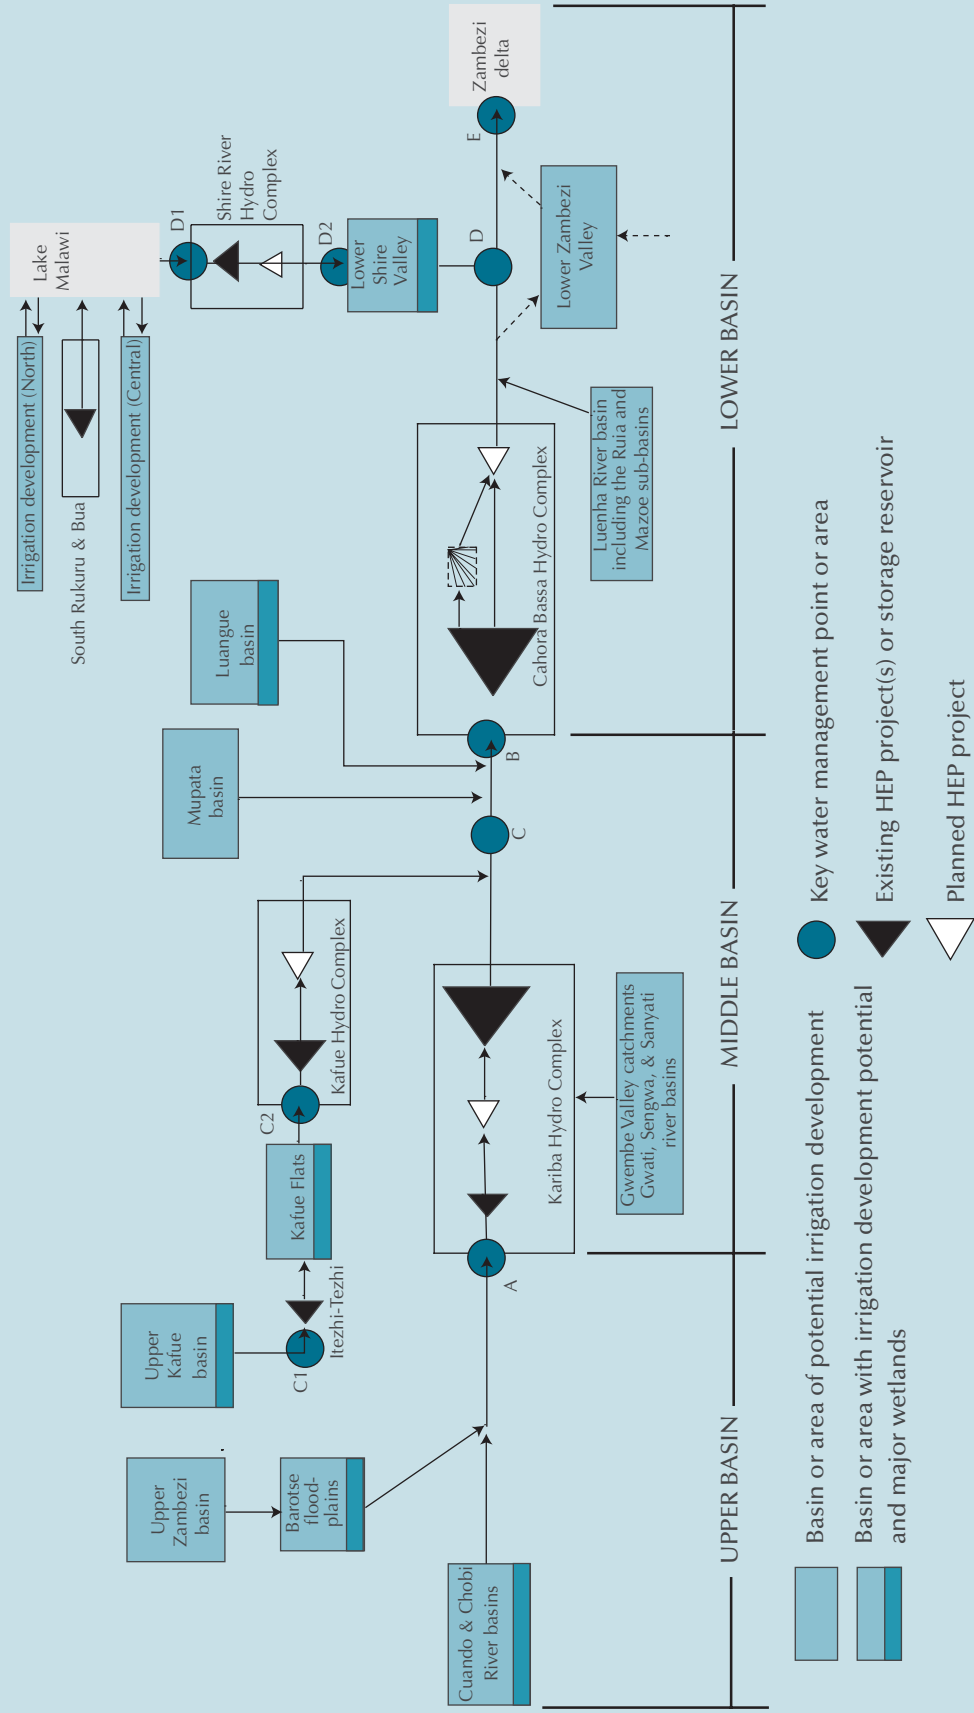 Upper
Zambezi
basin
Barotse
flood-
plains
Cuando & Chobi
River basins
Upper
Kafue
basin
C1
Itezhi-Tezhi
Kafue Flats
C2
Kafue Hydro Complex
A
Kariba Hydro Complex
Gwembe Valley catchments
Gwati, Sengwa, & Sanyati
river basins
C
Mupata
basin
Luangue
basin
B
Cahora Bassa Hydro Complex
Luenha River basin
including the Ruia and
Mazoe sub-basins
Irrigation development (North)
South Rukuru & Bua
Irrigation development (Central)
Lake
Malawi
D1
Shire River
Hydro
Complex
D2
Lower
Shire
Valley
D
Lower Zambezi
Valley
E
Zambezi
delta
UPPER BASIN
MIDDLE BASIN
LOWER BASIN
Basin or area of potential irrigation development
Basin or area with irrigation development potential
and major wetlands
Key water management point or area
Existing HEP project(s) or storage reservoir
Planned HEP project